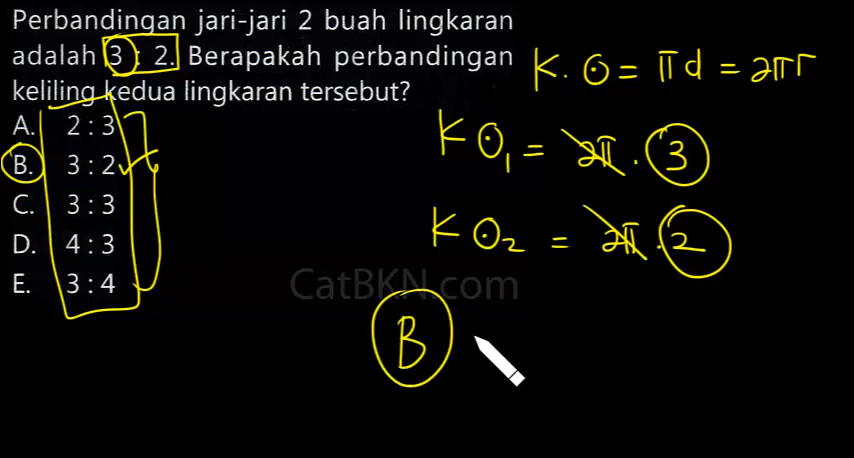 Perbandingan jari-jari 2 buah lingkaran
adalah 3 : 2. Berapakah perbandingan
keliling kedua lingkaran tersebut?
A. 2 : 3
B. 3 : 2
C. 3 : 3
D. 4 : 3
E. 3 : 4
K. ⊙ = πd = 2πr
K ⊙₁ = 2π . 3
K ⊙₂ = 2π . 2
CatBKN.com
B